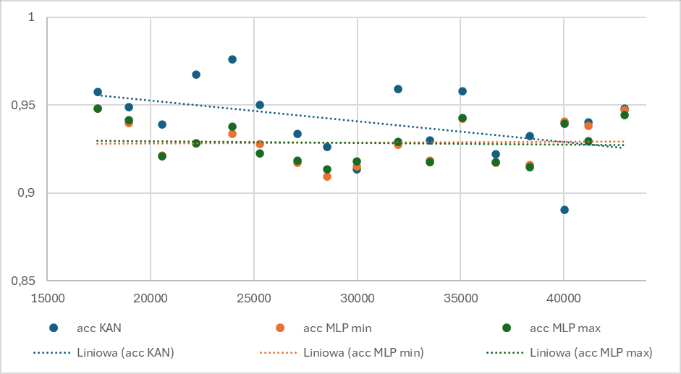 1
0,95
0,9
0,85
15000 20000 25000 30000 35000 40000
acc KAN acc MLP min acc MLP max
Liniowa (acc KAN) Liniowa (acc MLP min) Liniowa (acc MLP max)